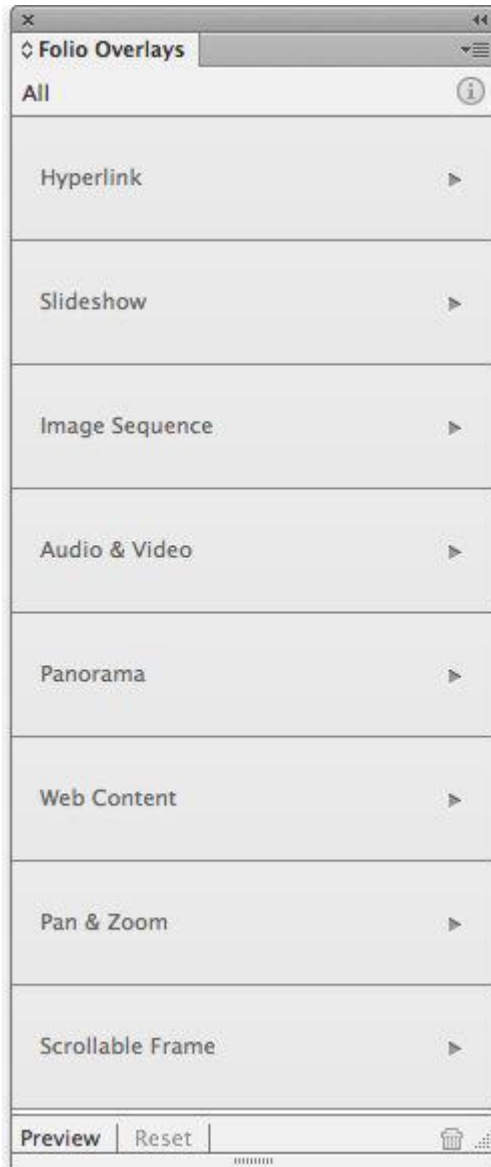 Folio Overlays
All
Hyperlink
Slideshow
Image Sequence
Audio & Video
Panorama
Web Content
Pan & Zoom
Scrollable Frame
Preview | Reset |